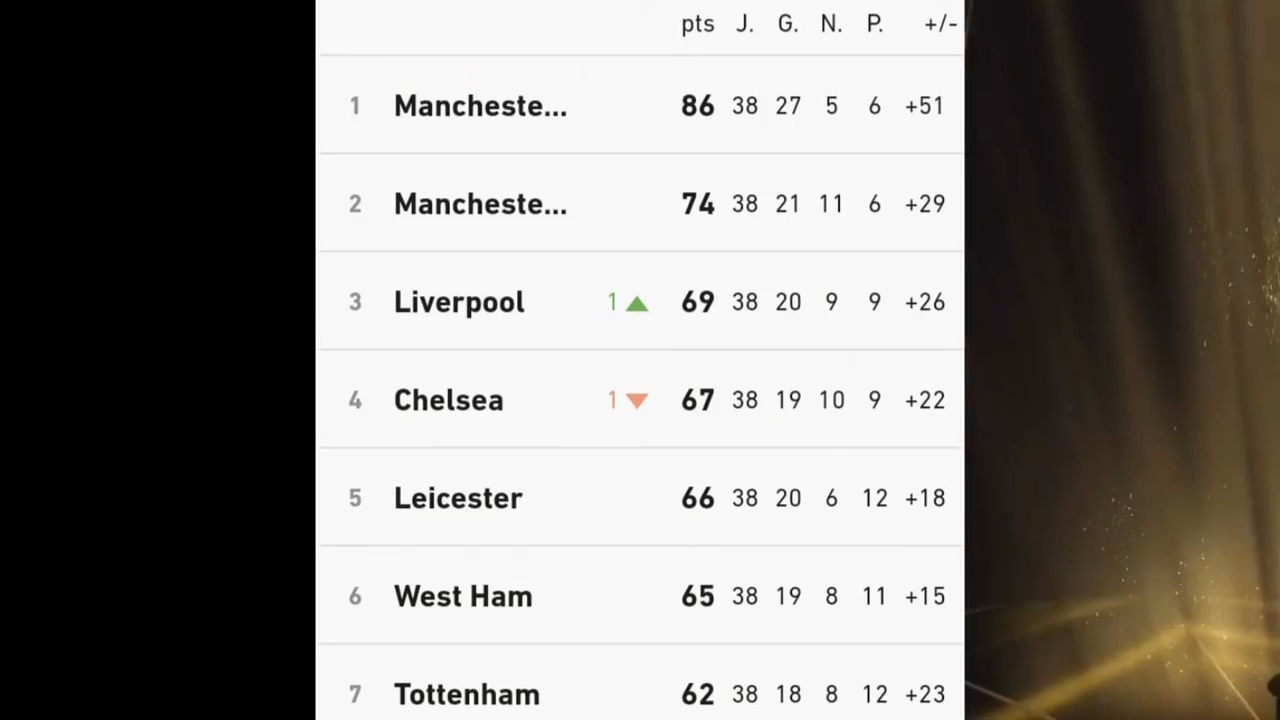 pts J. G. N. P. +/-
1 Mancheste... 86 38 27 5 6 +51
2 Mancheste... 74 38 21 11 6 +29
3 Liverpool 1 ▲ 69 38 20 9 9 +26
4 Chelsea 1 ▼ 67 38 19 10 9 +22
5 Leicester 66 38 20 6 12 +18
6 West Ham 65 38 19 8 11 +15
7 Tottenham 62 38 18 8 12 +23